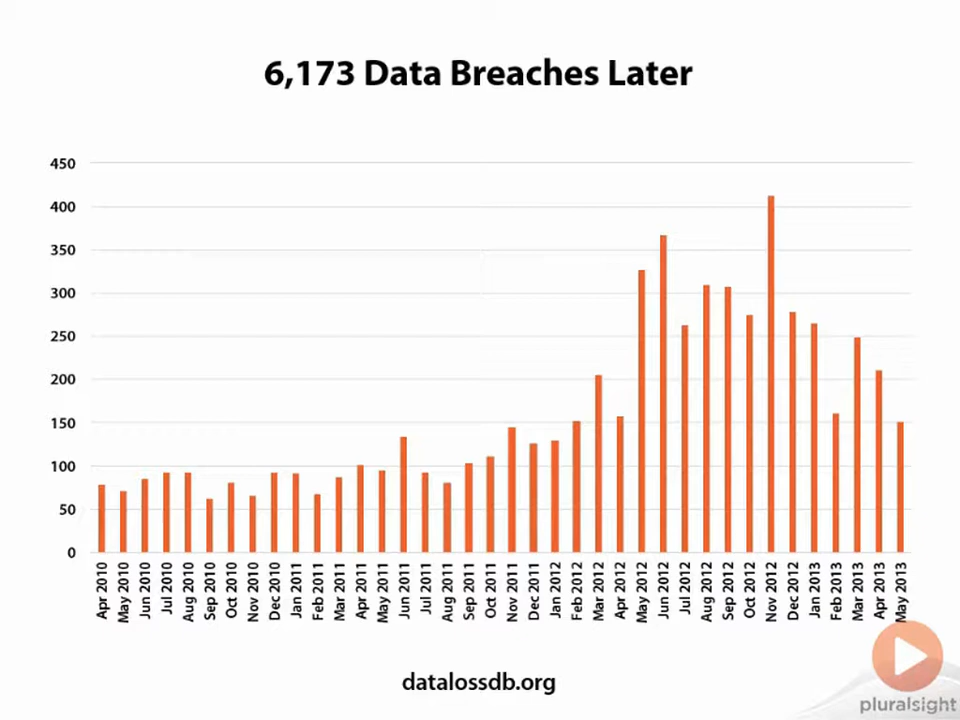 6,173 Data Breaches Later
450
400
350
300
250
200
150
100
50
0
Apr 2010
May 2010
Jun 2010
Jul 2010
Aug 2010
Sep 2010
Oct 2010
Nov 2010
Dec 2010
Jan 2011
Feb 2011
Mar 2011
Apr 2011
May 2011
Jun 2011
Jul 2011
Aug 2011
Sep 2011
Oct 2011
Nov 2011
Dec 2011
Jan 2012
Feb 2012
Mar 2012
Apr 2012
May 2012
Jun 2012
Jul 2012
Aug 2012
Sep 2012
Oct 2012
Nov 2012
Dec 2012
Jan 2013
Feb 2013
Mar 2013
Apr 2013
May 2013
datalossdb.org
pluralsight